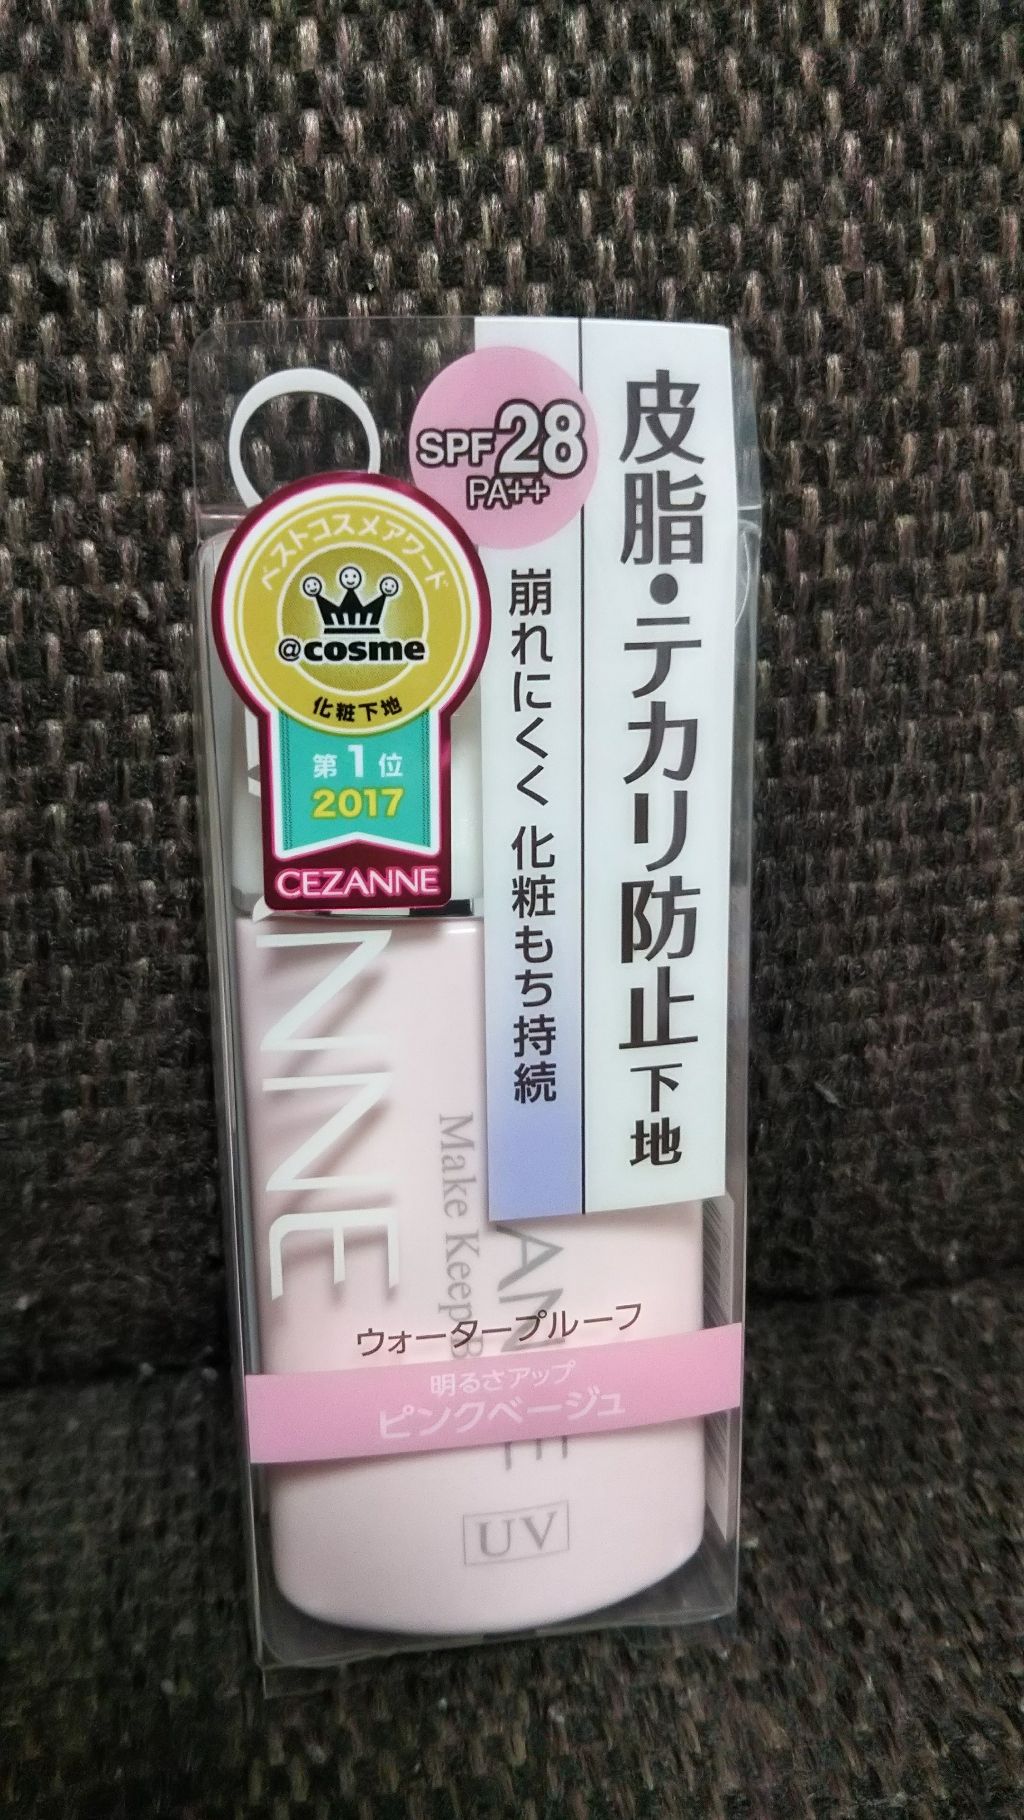 皮脂・テカリ防止下地
崩れにくく 化粧もち持続
SPF28
PA++
ベストコスメアワード
@cosme
化粧下地
第1位
2017
CEZANNE
Make Keep B
ウォータープルーフ
明るさアップ
ピンクベージュ
UV